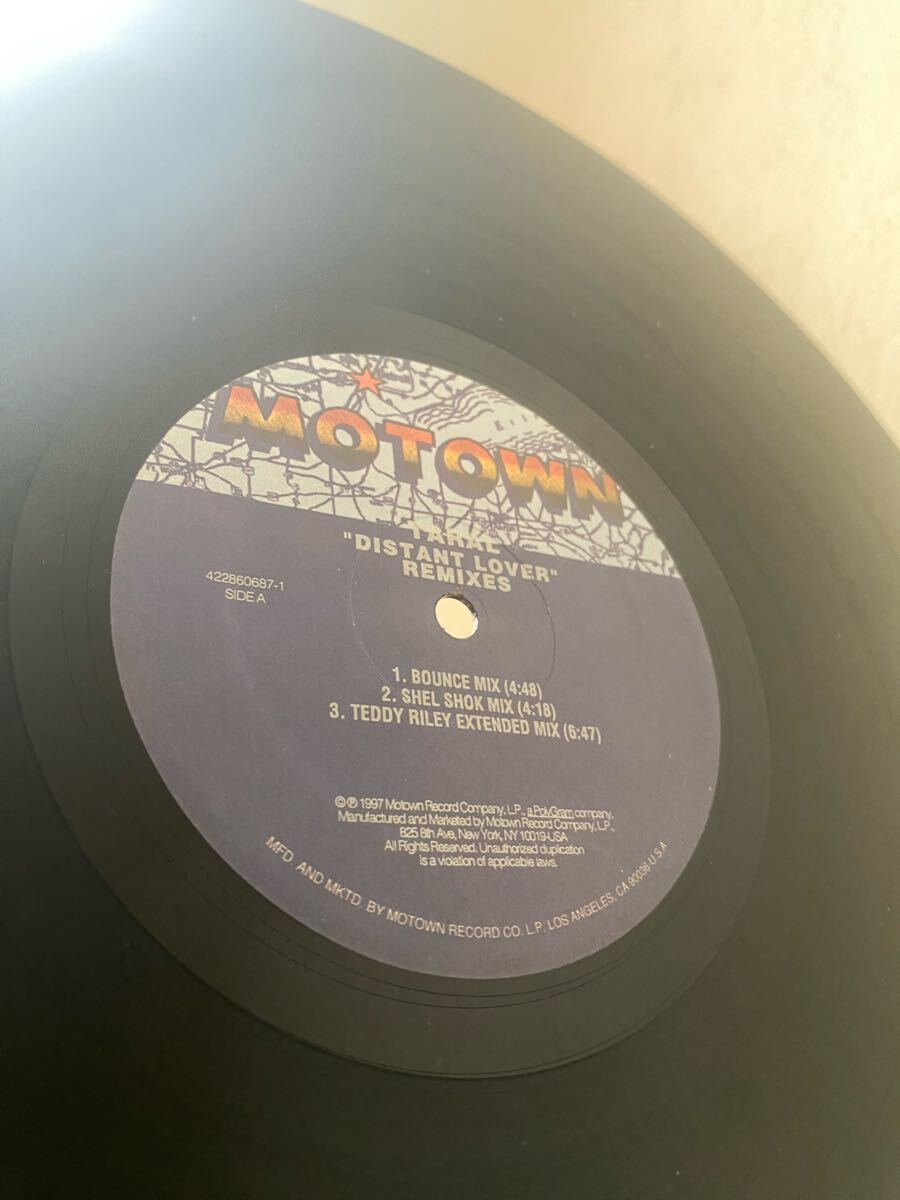 MOTOWN
TARAL
"DISTANT LOVER"
REMIXES
422860687-1
SIDE A
1. BOUNCE MIX (4:48)
2. SHEL SHOK MIX (4:18)
3. TEDDY RILEY EXTENDED MIX (6:47)
© ℗ 1997 Motown Record Company, L.P., a PolyGram company.
Manufactured and Marketed by Motown Record Company, L.P.,
825 8th Ave, New York, NY 10019-USA
All Rights Reserved. Unauthorized duplication
is a violation of applicable laws.
MFD. AND MKTD. BY MOTOWN RECORD CO. L.P. LOS ANGELES, CA 90036-U.S.A